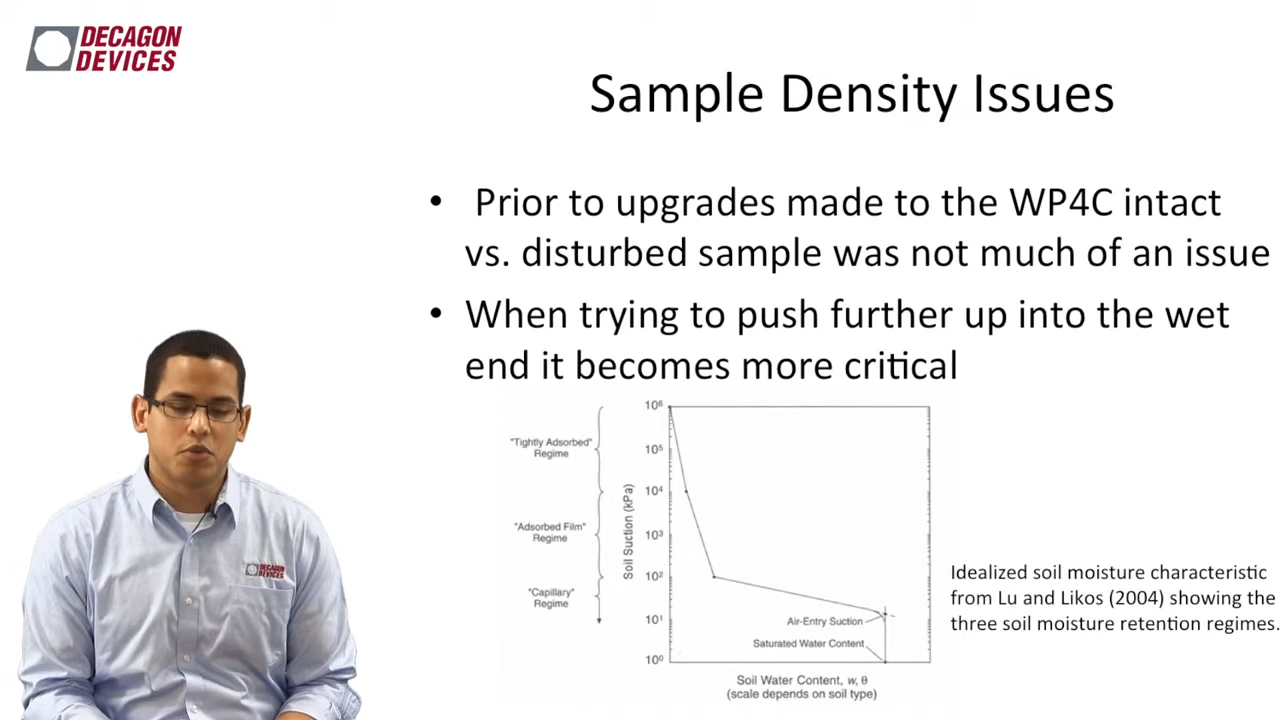 DECAGON
DEVICES
Sample Density Issues
• Prior to upgrades made to the WP4C intact
vs. disturbed sample was not much of an issue
• When trying to push further up into the wet
end it becomes more critical
"Tightly Adsorbed"
Regime
"Adsorbed Film"
Regime
"Capillary"
Regime
Soil Suction (kPa)
10⁶
10⁵
10⁴
10³
10²
10¹
10⁰
Air-Entry Suction
Saturated Water Content
Soil Water Content, w, θ
(scale depends on soil type)
Idealized soil moisture characteristic
from Lu and Likos (2004) showing the
three soil moisture retention regimes.
DECAGON
DEVICES